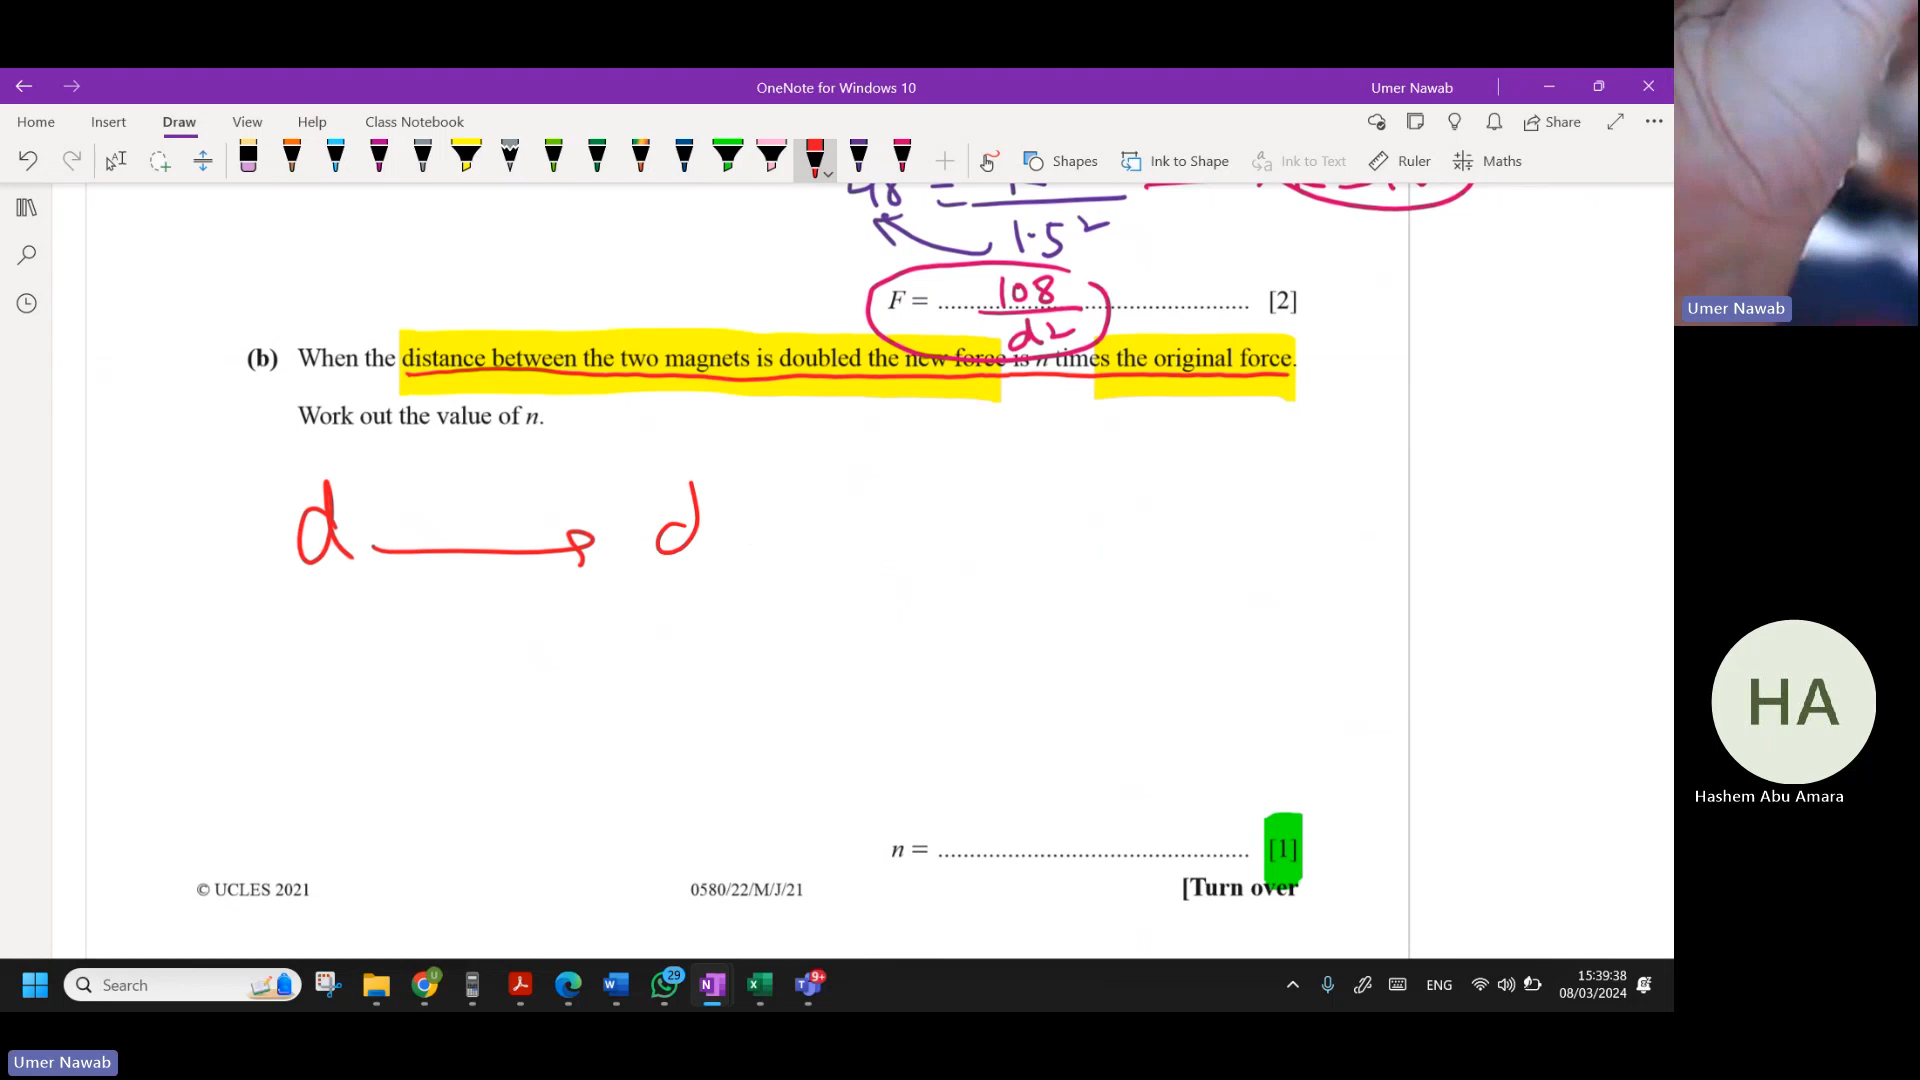 OneNote for Windows 10
Umer Nawab
Home Insert Draw View Help Class Notebook
Share
Shapes Ink to Shape Ink to Text Ruler Maths
48 =
1.5²
F = 108 [2]
d²
(b) When the distance between the two magnets is doubled the new force is n times the original force.
Work out the value of n.
d → d
n = [1]
© UCLES 2021 0580/22/M/J/21 [Turn over
Search
29
9+
ENG
15:39:38
08/03/2024
Umer Nawab
HA
Hashem Abu Amara
Umer Nawab